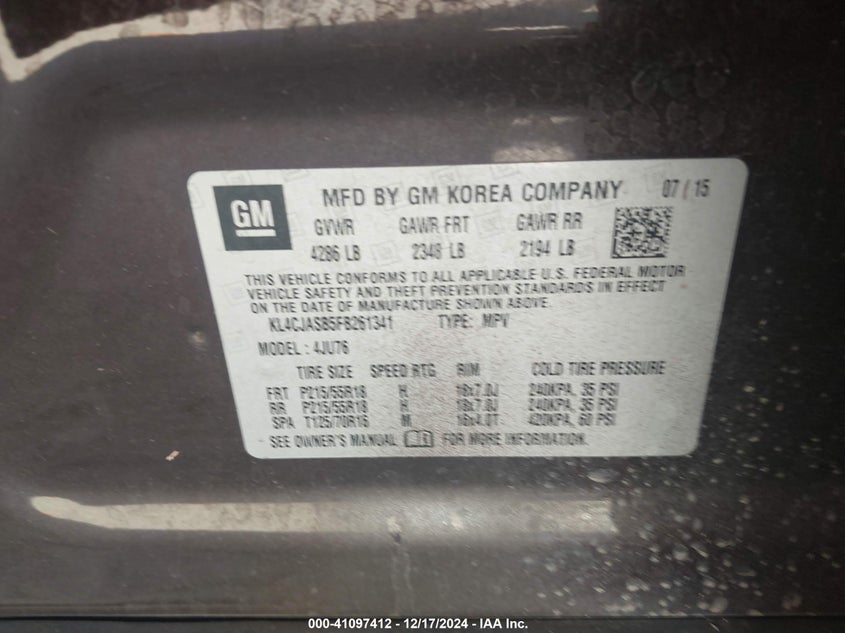 GM
MFD BY GM KOREA COMPANY 07 / 15
GVWR GAWR FRT GAWR RR
4286 LB 2348 LB 2194 LB
THIS VEHICLE CONFORMS TO ALL APPLICABLE U.S. FEDERAL MOTOR
VEHICLE SAFETY AND THEFT PREVENTION STANDARDS IN EFFECT
ON THE DATE OF MANUFACTURE SHOWN ABOVE.
KL4CJASB5FB261341 TYPE: MPV
MODEL : 4JU76
TIRE SIZE SPEED RTG RIM COLD TIRE PRESSURE
FRT P215/55R18 H 18x7.0J 240KPA, 35 PSI
RR P215/55R18 H 18x7.0J 240KPA, 35 PSI
SPA T125/70R16 M 16x4.0T 420KPA, 60 PSI
SEE OWNER'S MANUAL FOR MORE INFORMATION.
000-41097412 - 12/17/2024 - IAA Inc.